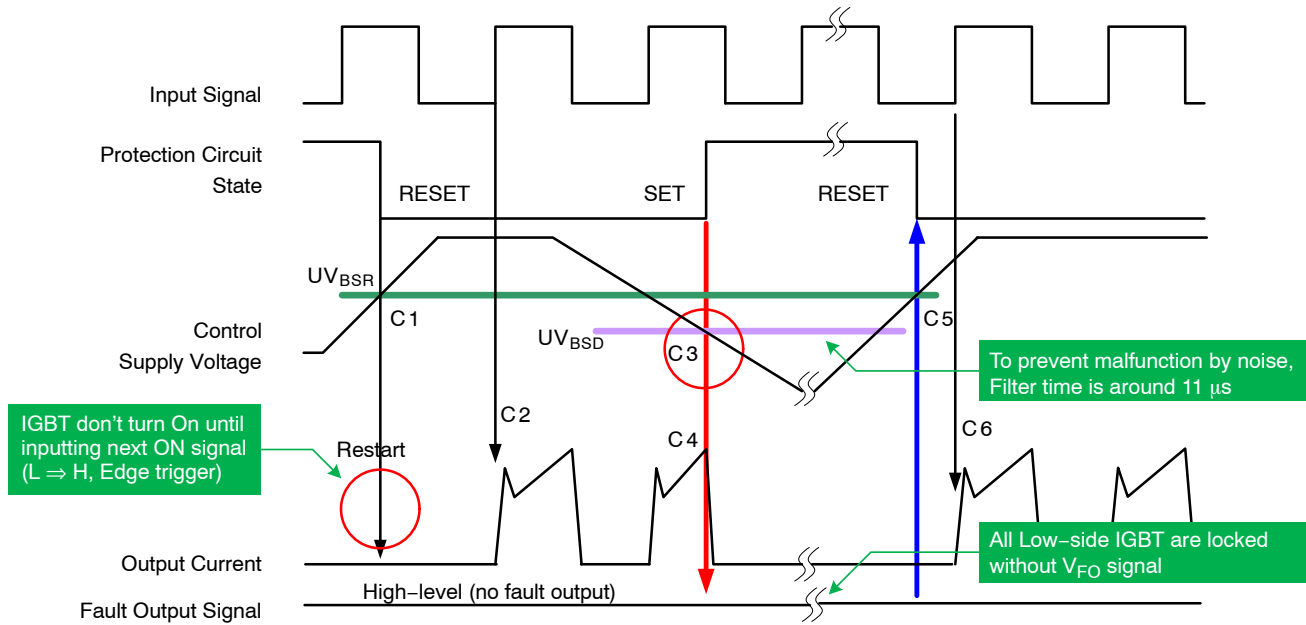 Input Signal
Protection Circuit
State
RESET
SET
RESET
UVBSR
C1
C5
Control
Supply Voltage
UVBSD
C3
To prevent malfunction by noise,
Filter time is around 11 μs
IGBT don't turn On until
inputting next ON signal
(L ⇒ H, Edge trigger)
Restart
C2
C4
C6
Output Current
All Low−side IGBT are locked
without VFO signal
High−level (no fault output)
Fault Output Signal